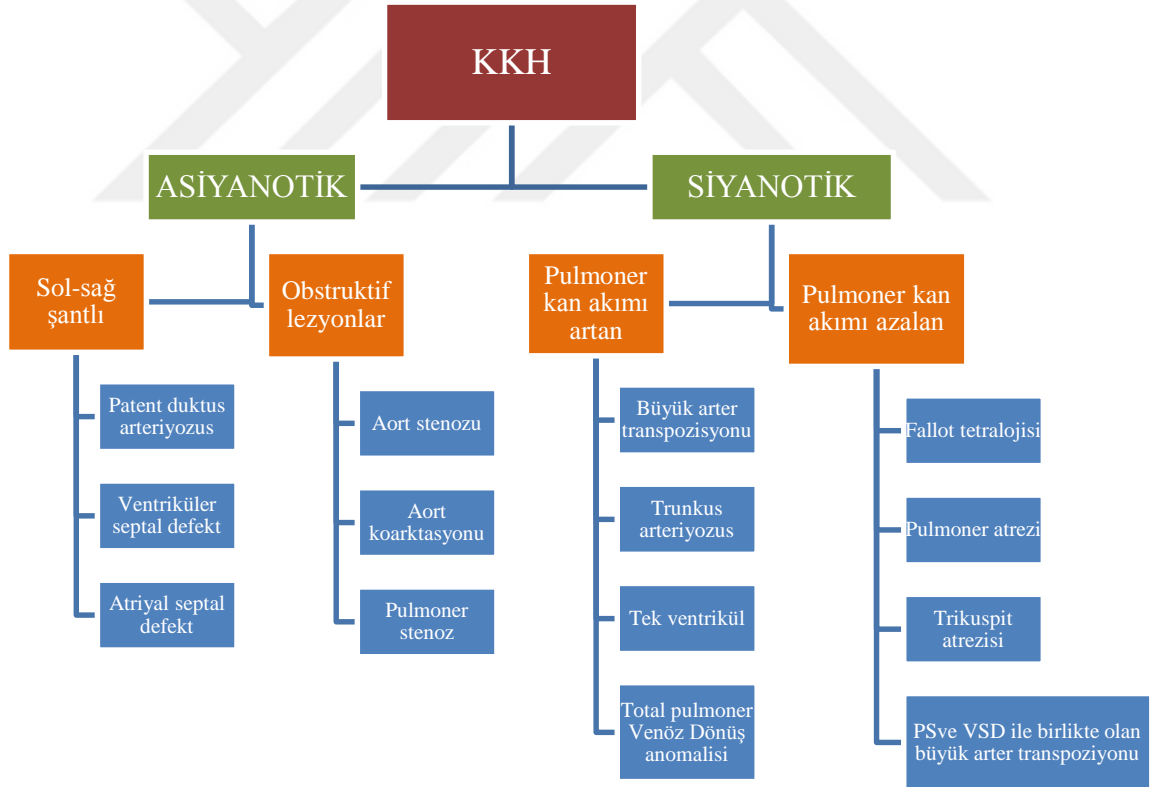 KKH
ASİYANOTİK
SİYANOTİK
Sol-sağ
şantlı
Patent duktus
arteriyozus
Ventriküler
septal defekt
Atriyal septal
defekt
Obstruktif
lezyonlar
Aort stenozu
Aort
koarktasyonu
Pulmoner
stenoz
Pulmoner
kan akımı
artan
Büyük arter
transpozisyonu
Trunkus
arteriyozus
Tek ventrikül
Total pulmoner
Venöz Dönüş
anomalisi
Pulmoner kan
akımı azalan
Fallot tetralojisi
Pulmoner atrezi
Trikuspit
atrezisi
PSve VSD ile birlikte olan
büyük arter transpoziyonu